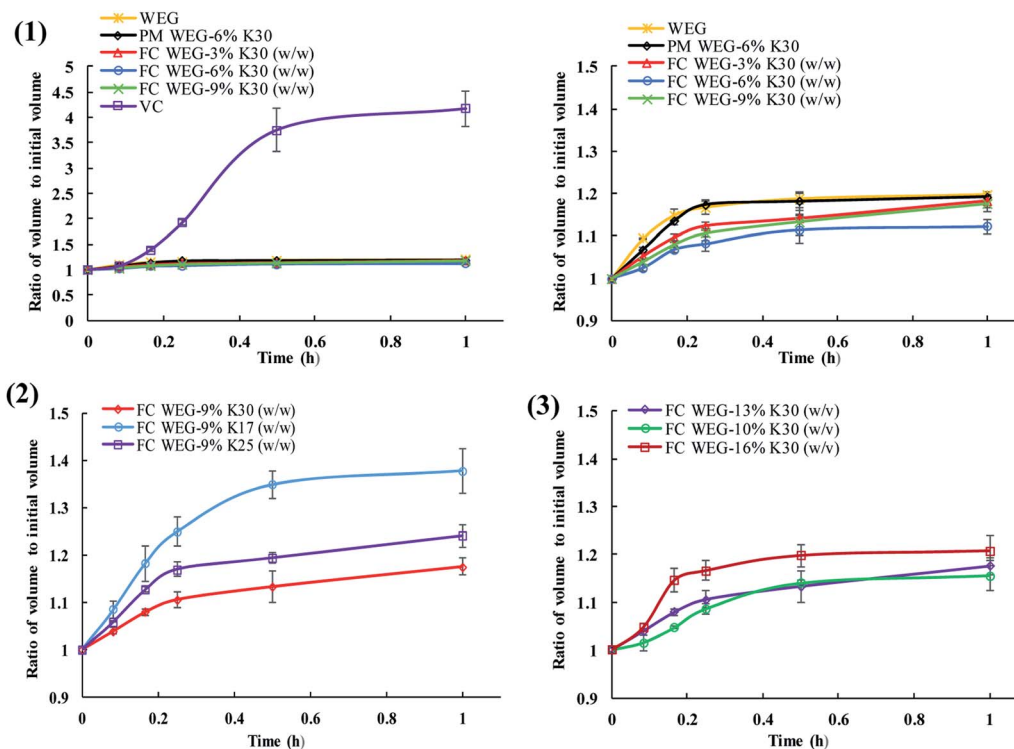 (1)
WEG
PM WEG-6% K30
FC WEG-3% K30 (w/w)
FC WEG-6% K30 (w/w)
FC WEG-9% K30 (w/w)
VC
Ratio of volume to initial volume
5
4.5
4
3.5
3
2.5
2
1.5
1
0.5
0
0
0.2
0.4
0.6
0.8
1
Time (h)
WEG
PM WEG-6% K30
FC WEG-3% K30 (w/w)
FC WEG-6% K30 (w/w)
FC WEG-9% K30 (w/w)
Ratio of volume to initial volume
1.5
1.4
1.3
1.2
1.1
1
0.9
0
0.2
0.4
0.6
0.8
1
Time (h)
(2)
FC WEG-9% K30 (w/w)
FC WEG-9% K17 (w/w)
FC WEG-9% K25 (w/w)
Ratio of volume to initial volume
1.5
1.4
1.3
1.2
1.1
1
0.9
0
0.2
0.4
0.6
0.8
1
Time (h)
(3)
FC WEG-13% K30 (w/v)
FC WEG-10% K30 (w/v)
FC WEG-16% K30 (w/v)
Ratio of volume to initial volume
1.5
1.4
1.3
1.2
1.1
1
0.9
0
0.2
0.4
0.6
0.8
1
Time (h)